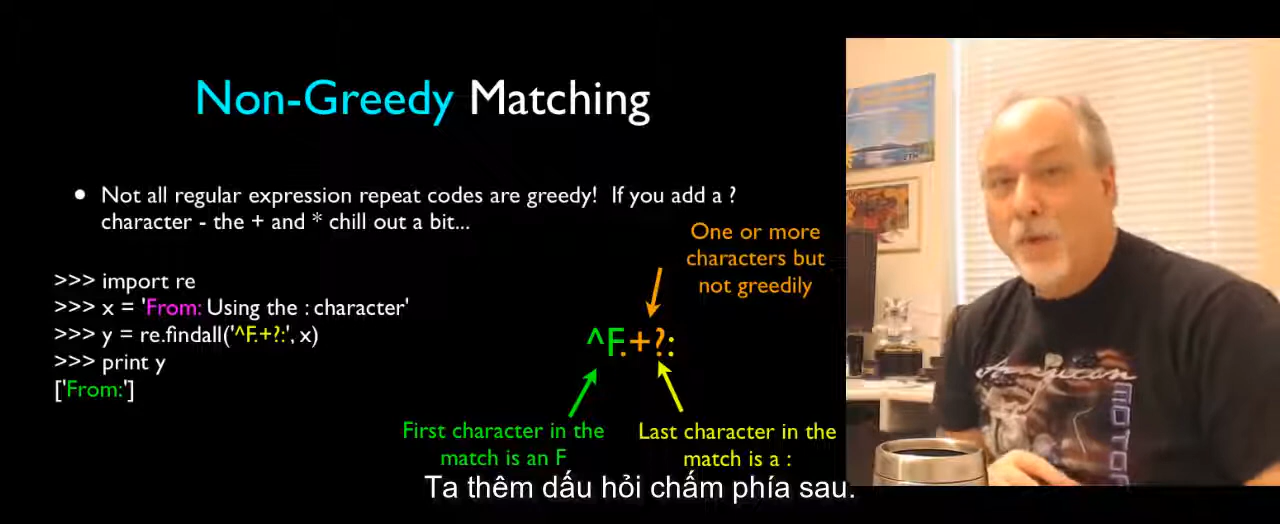 Non-Greedy Matching
• Not all regular expression repeat codes are greedy! If you add a ?
character - the + and * chill out a bit...
One or more
characters but
not greedily
>>> import re
>>> x = 'From: Using the : character'
>>> y = re.findall('^F.+?:', x)
>>> print y
['From:']
^F.+?:
First character in the
match is an F
Last character in the
match is a :
Ta thêm dấu hỏi chấm phía sau.
American
MOTOR